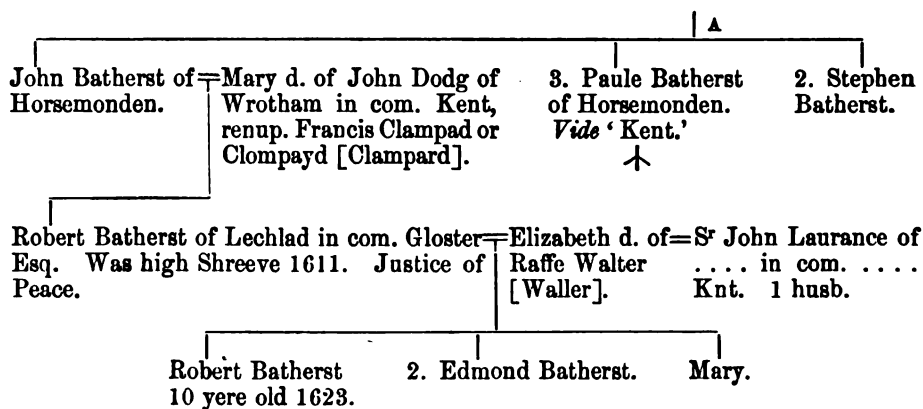 A
John Batherst of
Horsemonden.
Mary d. of John Dodg of
Wrotham in com. Kent,
renup. Francis Clampad or
Clompayd [Clampard].
3. Paule Batherst
of Horsemonden.
Vide ‘ Kent.’
2. Stephen
Batherst.
Robert Batherst of Lechlad in com. Gloster
Esq. Was high Shreeve 1611. Justice of
Peace.
Elizabeth d. of
Raffe Walter
[Waller].
Sr John Laurance of
. . . . in com. . . . .
Knt. 1 husb.
Robert Batherst
10 yere old 1623.
2. Edmond Batherst.
Mary.